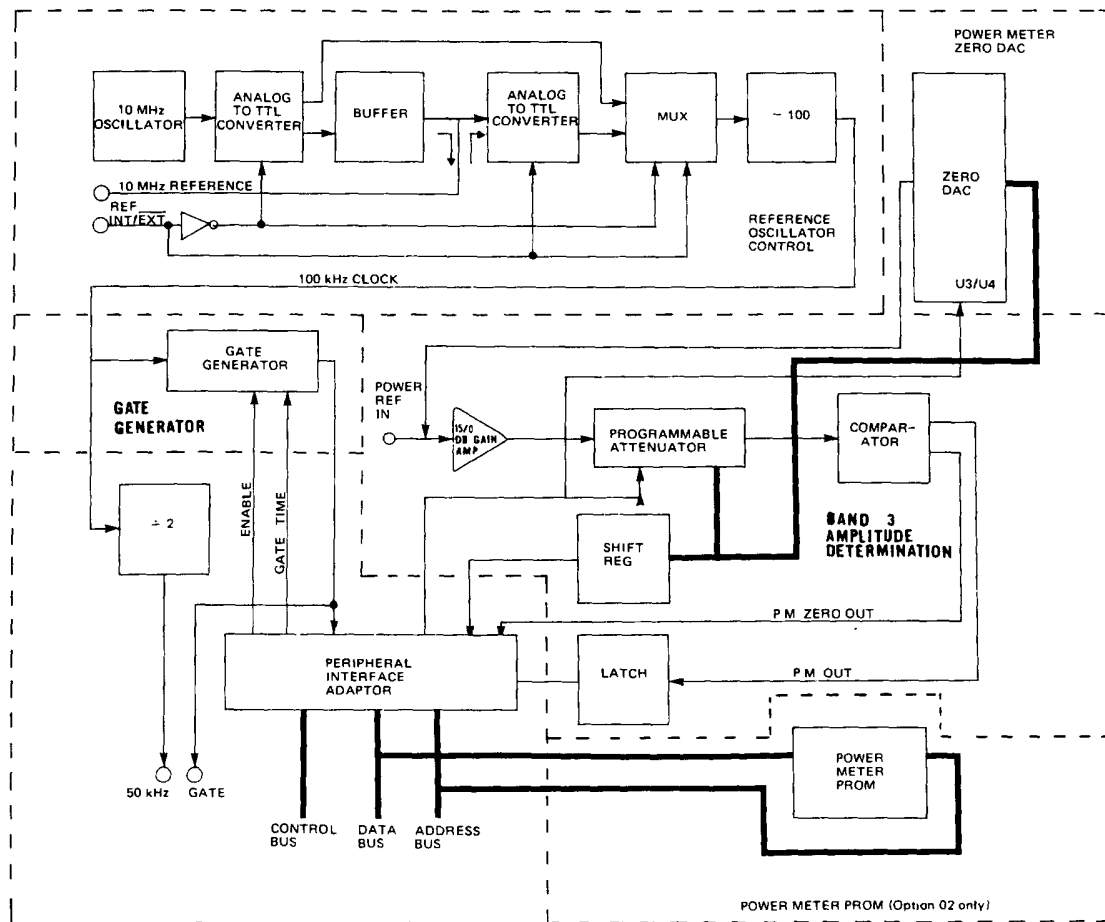 POWER METER
ZERO DAC
10 MHz
OSCILLATOR
ANALOG
TO TTL
CONVERTER
BUFFER
ANALOG
TO TTL
CONVERTER
MUX
÷ 100
ZERO
DAC
U3/U4
10 MHz REFERENCE
REF
INT/EXT
REFERENCE
OSCILLATOR
CONTROL
100 kHz CLOCK
GATE
GENERATOR
GATE
GENERATOR
POWER
REF
IN
15/0
DB GAIN
AMP
PROGRAMMABLE
ATTENUATOR
COMPAR-
ATOR
÷ 2
ENABLE
GATE TIME
SHIFT
REG
BAND 3
AMPLITUDE
DETERMINATION
P M ZERO OUT
PERIPHERAL
INTERFACE
ADAPTOR
LATCH
P M OUT
POWER
METER
PROM
50 kHz
GATE
CONTROL
BUS
DATA
BUS
ADDRESS
BUS
POWER METER PROM (Option 02 only)